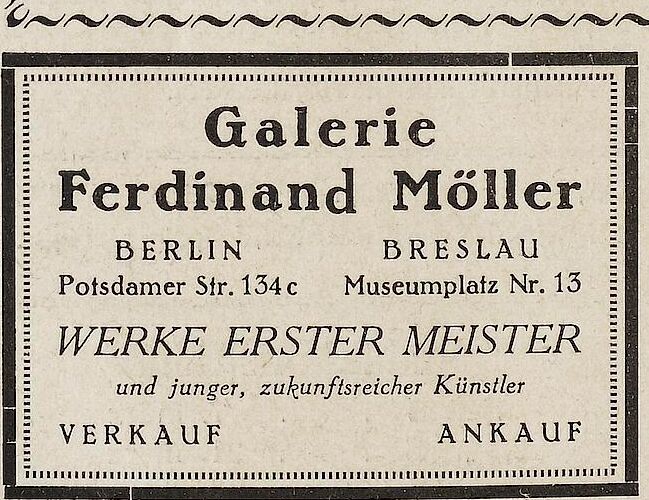 Galerie
Ferdinand Möller
BERLIN BRESLAU
Potsdamer Str. 134c Museumplatz Nr. 13
WERKE ERSTER MEISTER
und junger, zukunftsreicher Künstler
VERKAUF ANKAUF